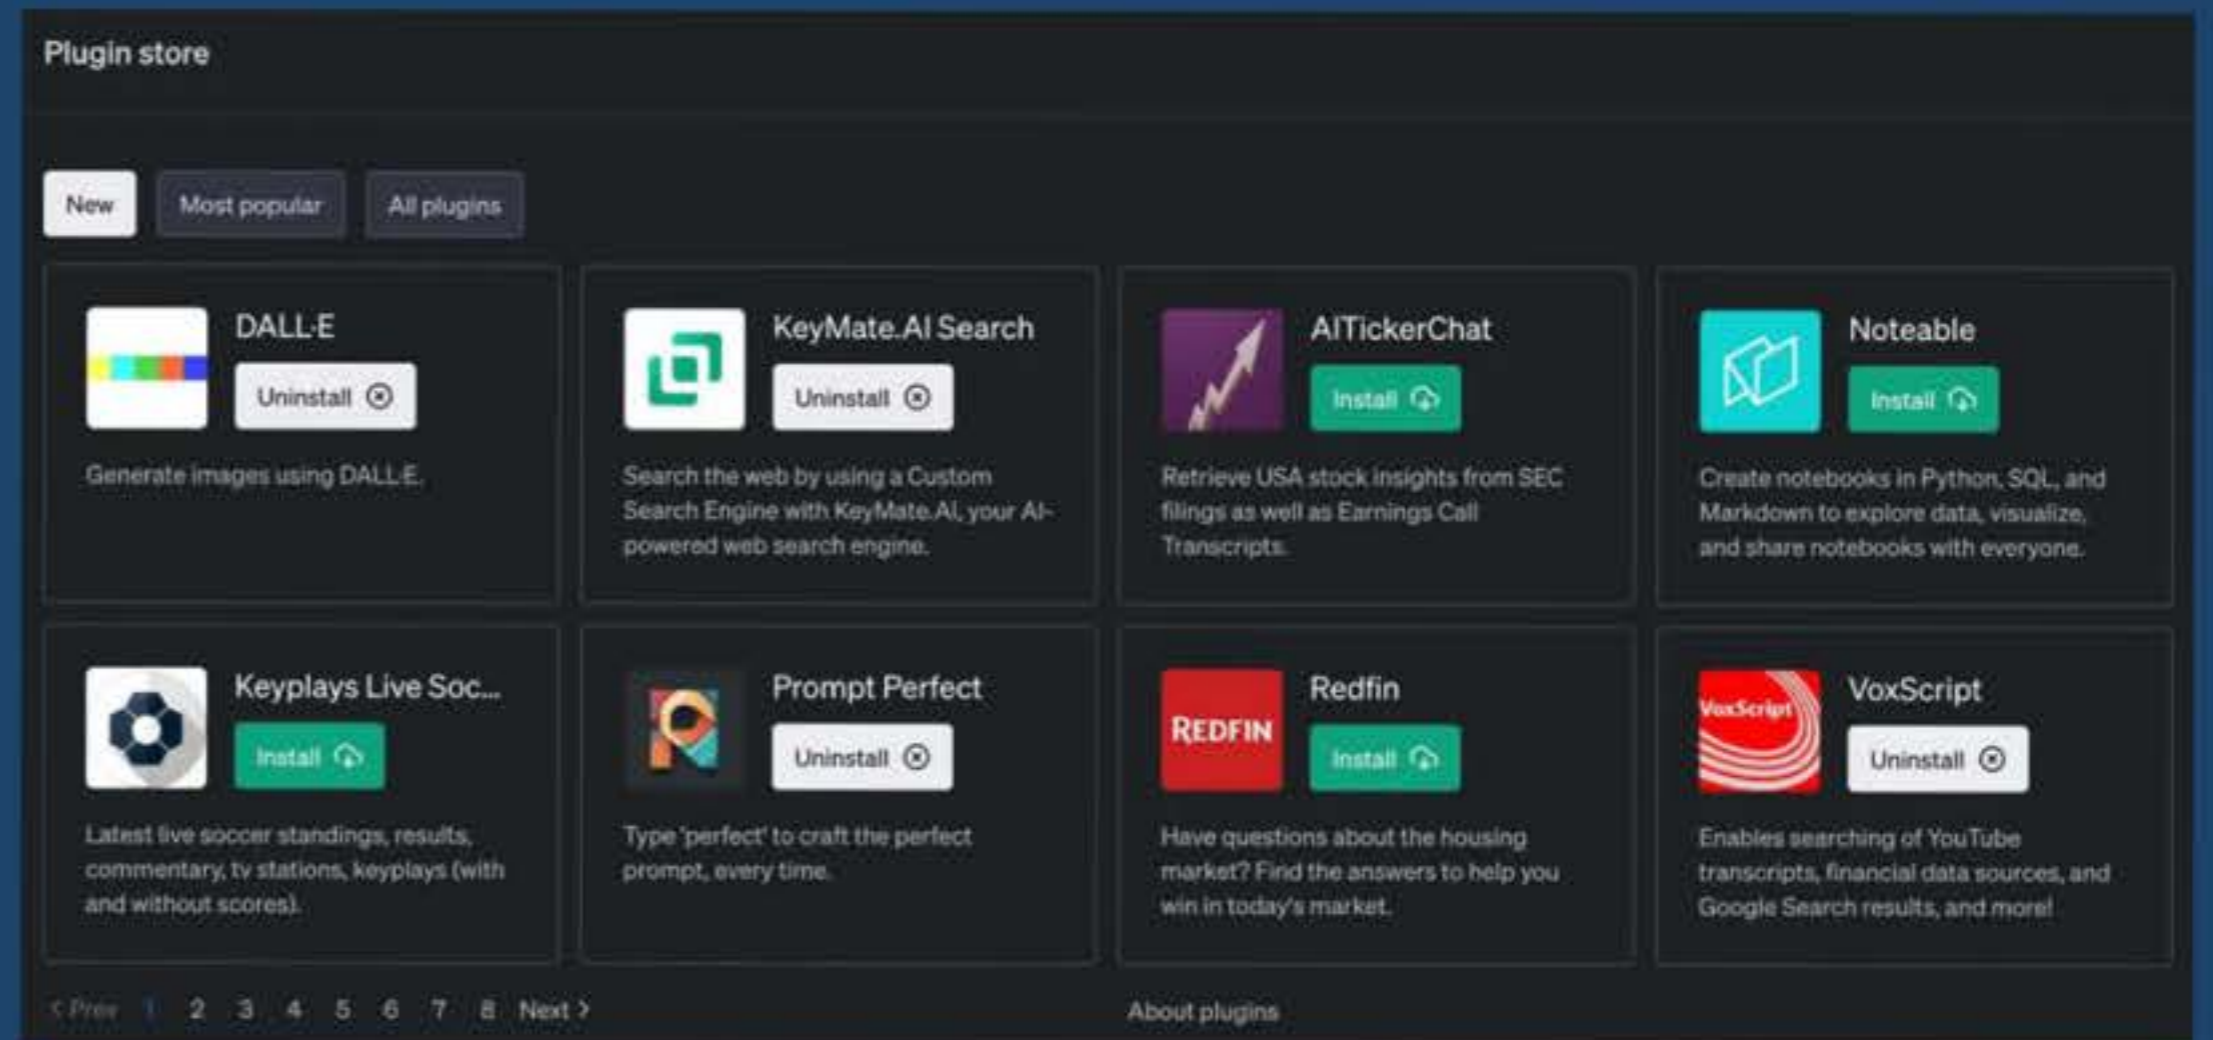 Plugin store
New
Most popular
All plugins
DALL·E
Uninstall
Generate images using DALL·E.
KeyMate.AI Search
Uninstall
Search the web by using a Custom
Search Engine with KeyMate.AI, your AI-
powered web search engine.
AITickerChat
Install
Retrieve USA stock insights from SEC
filings as well as Earnings Call
Transcripts.
Noteable
Install
Create notebooks in Python, SQL, and
Markdown to explore data, visualize,
and share notebooks with everyone.
Keyplays Live Soc...
Install
Latest live soccer standings, results,
commentary, tv stations, keyplays (with
and without scores).
Prompt Perfect
Uninstall
Type 'perfect' to craft the perfect
prompt, every time.
REDFIN
Redfin
Install
Have questions about the housing
market? Find the answers to help you
win in today's market.
VoxScript
VoxScript
Uninstall
Enables searching of YouTube
transcripts, financial data sources, and
Google Search results, and more!
< Prev 1 2 3 4 5 6 7 8 Next >
About plugins